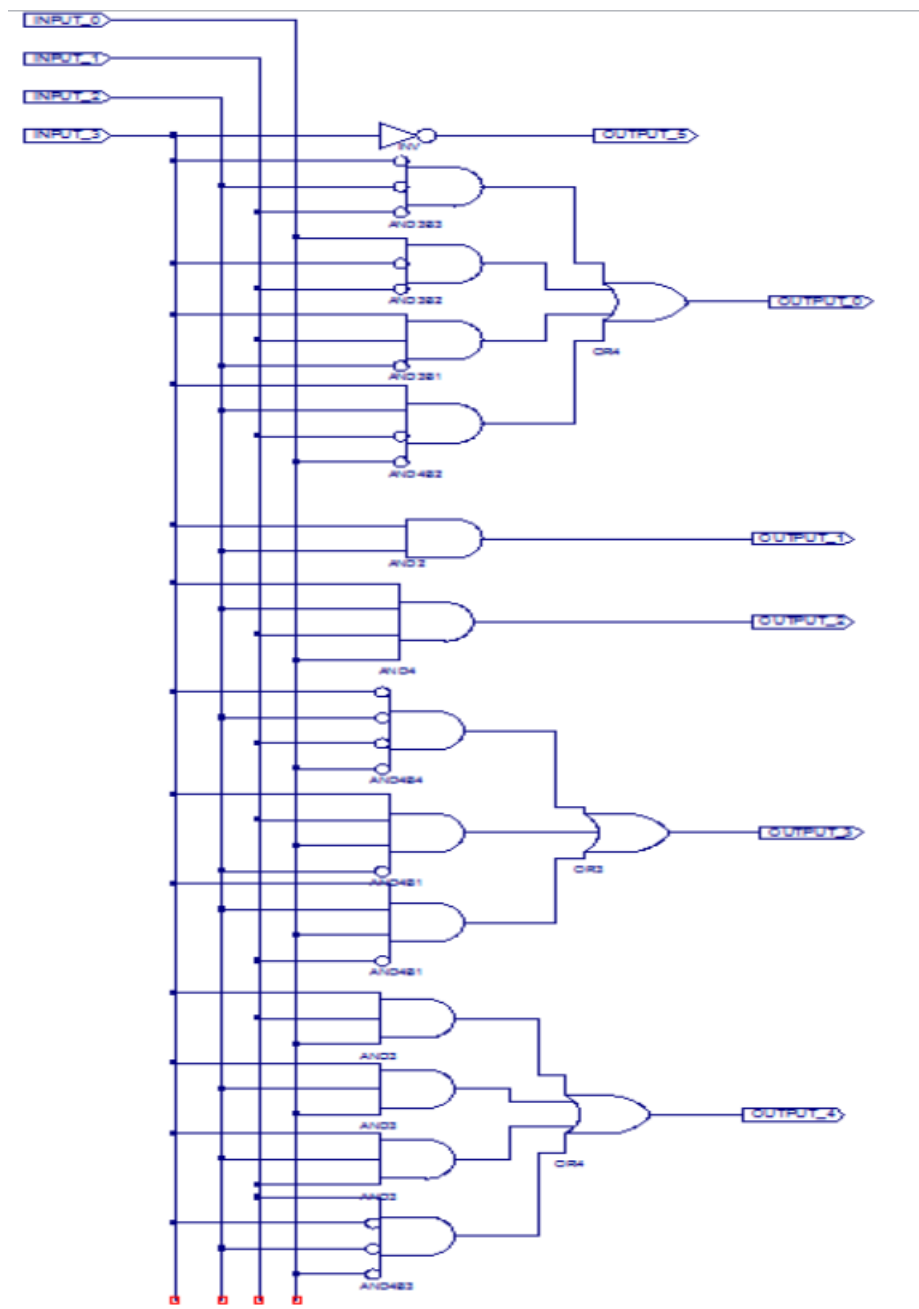 INPUT_0
INPUT_1
INPUT_2
INPUT_3
INV
OUTPUT_5
AND3B3
AND3B2
OUTPUT_0
OR4
AND3B1
AND4B2
OUTPUT_1
AND2
OUTPUT_2
AND4
AND4B4
OUTPUT_3
OR3
AND4B1
AND4B1
AND3
AND3
OUTPUT_4
OR4
AND3
AND4B3